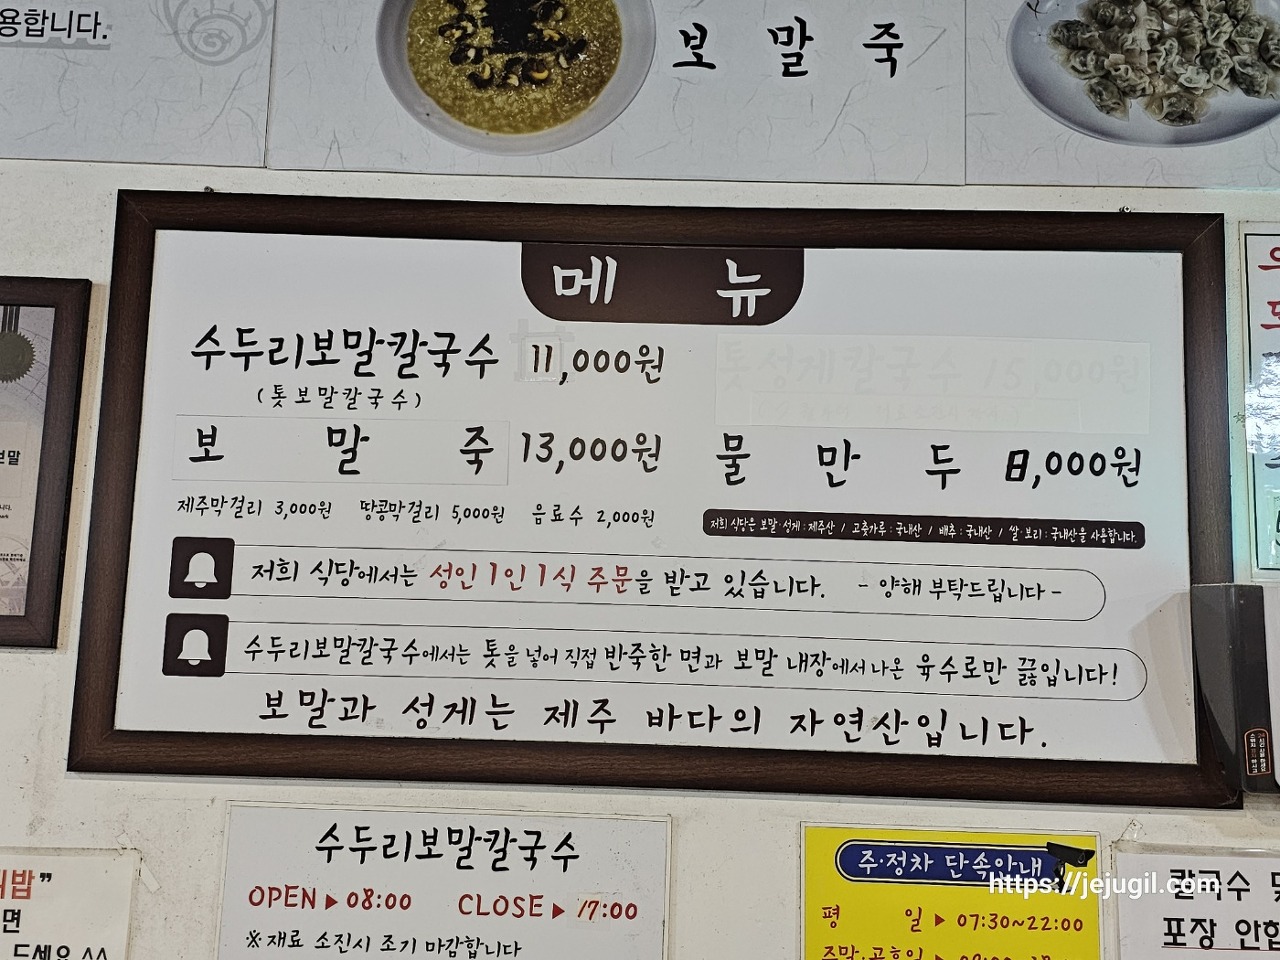 용합니다.
보 말 죽
메 뉴
수두리보말칼국수 11,000원
(톳보말칼국수)
성게칼국수 15,000원
보 말 죽 13,000원
물 만 두 8,000원
제주막걸리 3,000원 땅콩막걸리 5,000원 음료수 2,000원
저희 식당은 보말·성게 : 제주산 / 고춧가루 : 국내산 / 배추 : 국내산 / 쌀·보리 : 국내산을 사용합니다.
저희 식당에서는 성인 1인 1식 주문을 받고 있습니다. - 양해 부탁드립니다 -
수두리보말칼국수에서는 톳을 넣어 직접 반죽한 면과 보말 내장에서 나온 육수로만 끓입니다!
보말과 성게는 제주 바다의 자연산입니다.
수두리보말칼국수
OPEN ▶ 08:00 CLOSE ▶ 17:00
※재료 소진시 조기 마감합니다
주·정차 단속안내
평 일 ▶ 07:30~22:00
주말·공휴일
칼국수
포장 안
면
드세요 ^^
https://jejugil.com